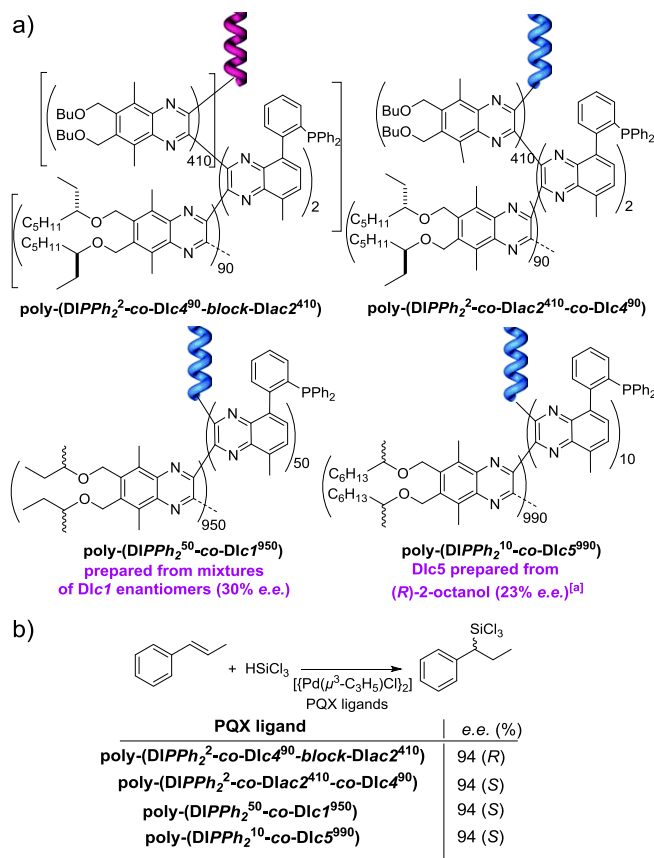 a)
BuO
BuO
N
N
410
PPh₂
N
N
2
C₅H₁₁
O
C₅H₁₁
O
N
N
90
poly-(DIPPh₂²-co-DIc4⁹⁰-block-DIac2⁴¹⁰)
BuO
BuO
N
N
410
PPh₂
N
N
2
C₅H₁₁
O
C₅H₁₁
O
N
N
90
poly-(DIPPh₂²-co-DIac2⁴¹⁰-co-DIc4⁹⁰)
PPh₂
N
N
50
O
O
N
N
950
poly-(DIPPh₂⁵⁰-co-DIc1⁹⁵⁰)
prepared from mixtures
of DIc1 enantiomers (30% e.e.)
PPh₂
N
N
10
C₆H₁₃
O
C₆H₁₃
O
N
N
990
poly-(DIPPh₂¹⁰-co-DIc5⁹⁹⁰)
DIc5 prepared from
(R)-2-octanol (23% e.e.)[a]
b)
+ HSiCl₃
[{Pd(μ³-C₃H₅)Cl}₂]
PQX ligands
SiCl₃
PQX ligand e.e. (%)
poly-(DIPPh₂²-co-DIc4⁹⁰-block-DIac2⁴¹⁰) 94 (R)
poly-(DIPPh₂²-co-DIac2⁴¹⁰-co-DIc4⁹⁰) 94 (S)
poly-(DIPPh₂⁵⁰-co-DIc1⁹⁵⁰) 94 (S)
poly-(DIPPh₂¹⁰-co-DIc5⁹⁹⁰) 94 (S)